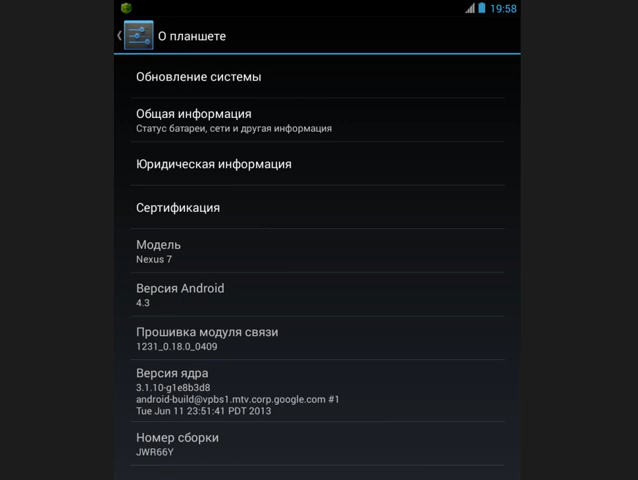 19:58
О планшете
Обновление системы
Общая информация
Статус батареи, сети и другая информация
Юридическая информация
Сертификация
Модель
Nexus 7
Версия Android
4.3
Прошивка модуля связи
1231_0.18.0_0409
Версия ядра
3.1.10-g1e8b3d8
android-build@vpbs1.mtv.corp.google.com #1
Tue Jun 11 23:51:41 PDT 2013
Номер сборки
JWR66Y